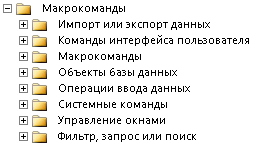 Макрокоманды
Импорт или экспорт данных
Команды интерфейса пользователя
Макрокоманды
Объекты базы данных
Операции ввода данных
Системные команды
Управление окнами
Фильтр, запрос или поиск